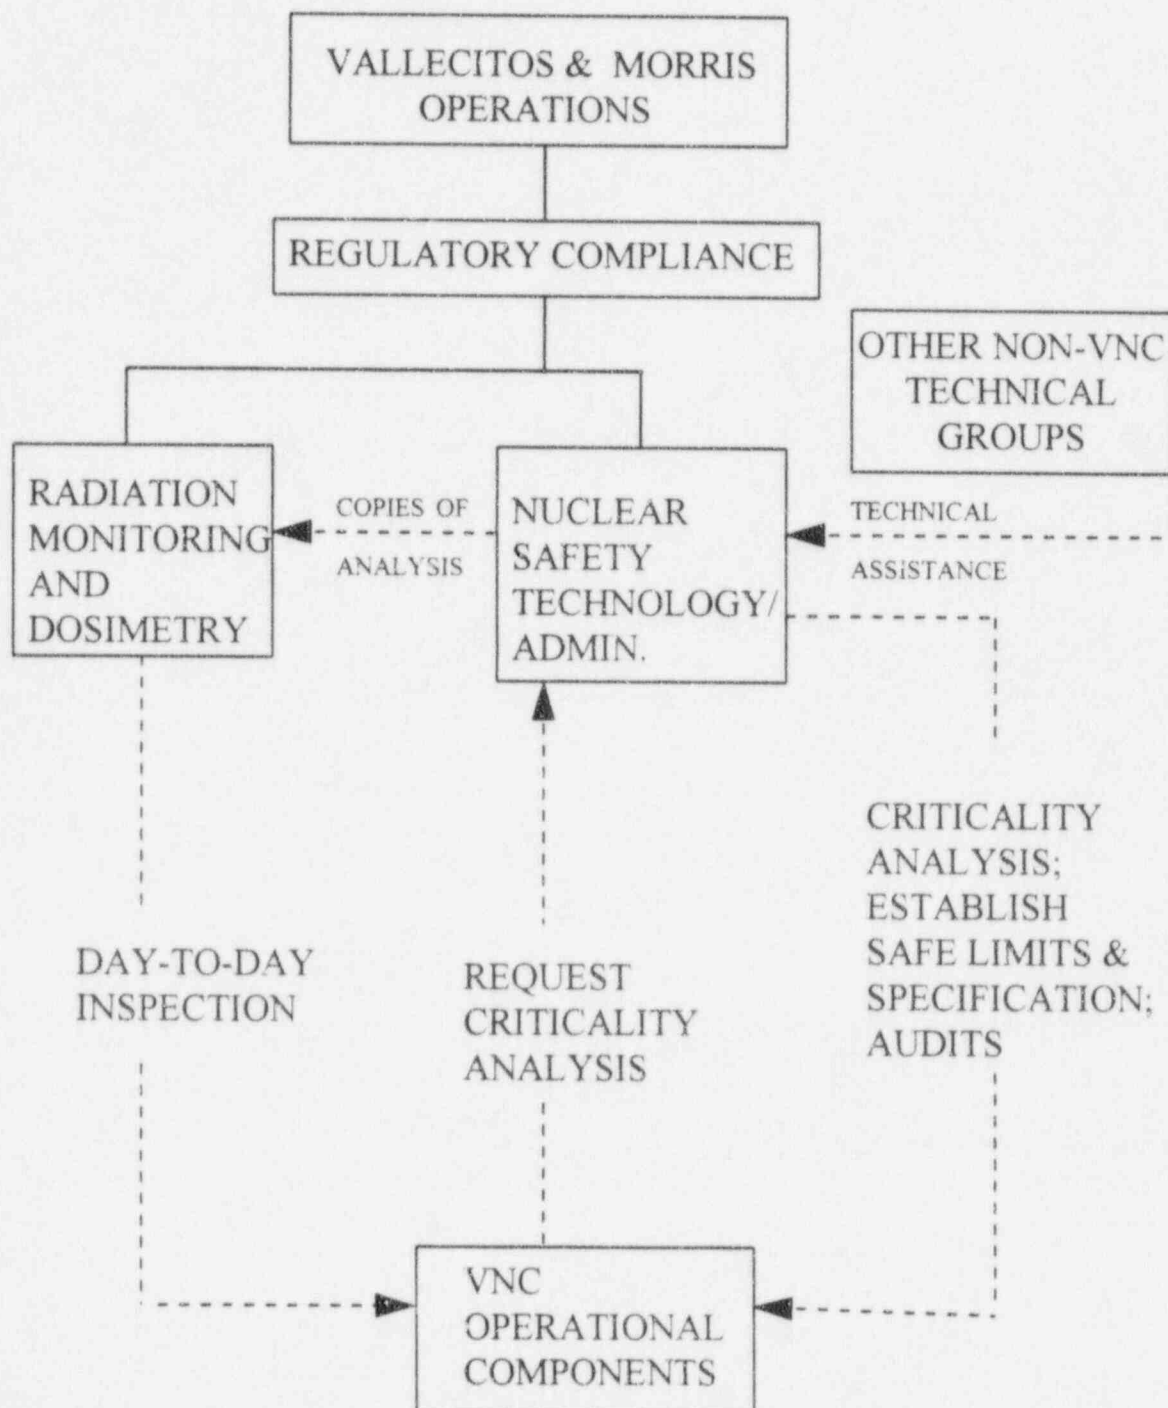 VALLECITOS & MORRIS
OPERATIONS
REGULATORY COMPLIANCE
OTHER NON-VNC
TECHNICAL
GROUPS
RADIATION
MONITORING
AND
DOSIMETRY
COPIES OF
ANALYSIS
NUCLEAR
SAFETY
TECHNOLOGY/
ADMIN.
TECHNICAL
ASSISTANCE
DAY-TO-DAY
INSPECTION
REQUEST
CRITICALITY
ANALYSIS
CRITICALITY
ANALYSIS;
ESTABLISH
SAFE LIMITS &
SPECIFICATION;
AUDITS
VNC
OPERATIONAL
COMPONENTS